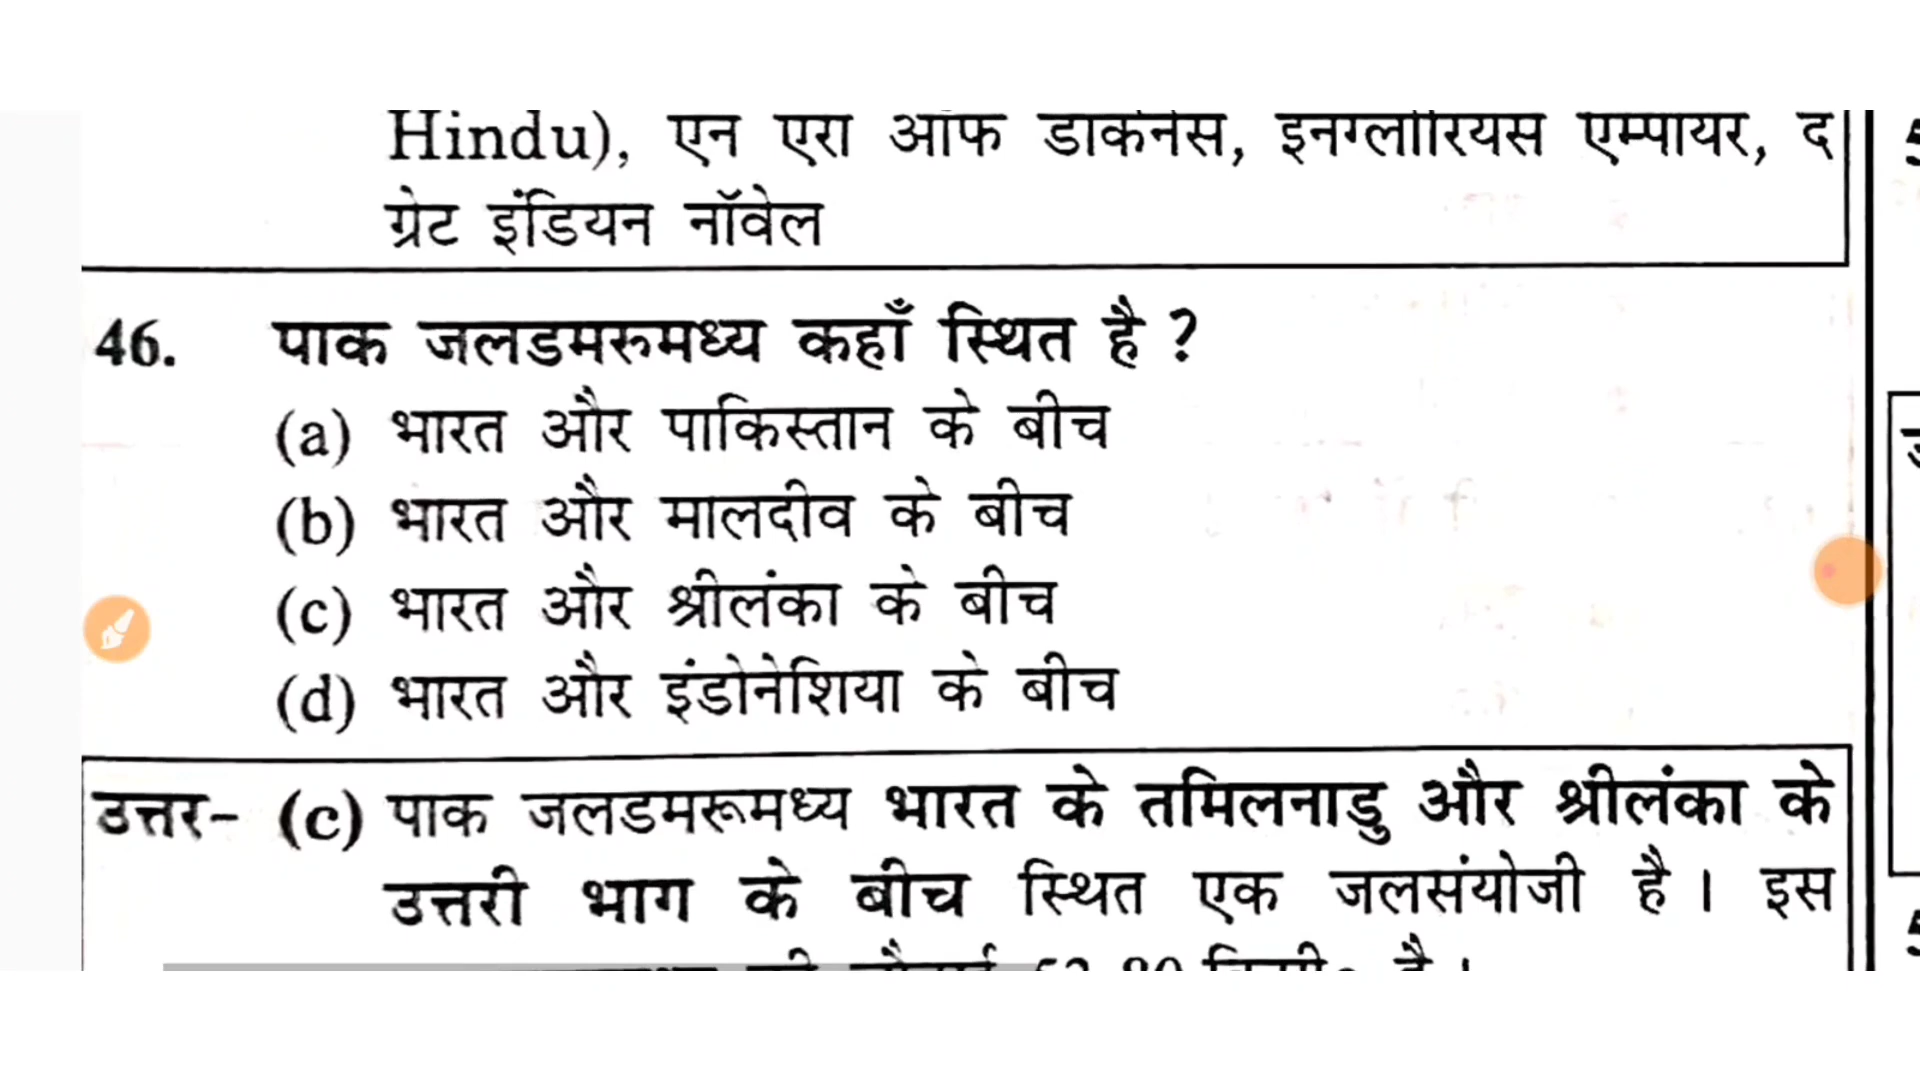 Hindu), एन एरा ऑफ डार्कनेस, इनग्लोरियस एम्पायर, द
ग्रेट इंडियन नॉवेल
46. पाक जलडमरुमध्य कहाँ स्थित है ?
(a) भारत और पाकिस्तान के बीच
(b) भारत और मालदीव के बीच
(c) भारत और श्रीलंका के बीच
(d) भारत और इंडोनेशिया के बीच
उत्तर- (c) पाक जलडमरूमध्य भारत के तमिलनाडु और श्रीलंका के
उत्तरी भाग के बीच स्थित एक जलसंयोजी है । इस
है ।